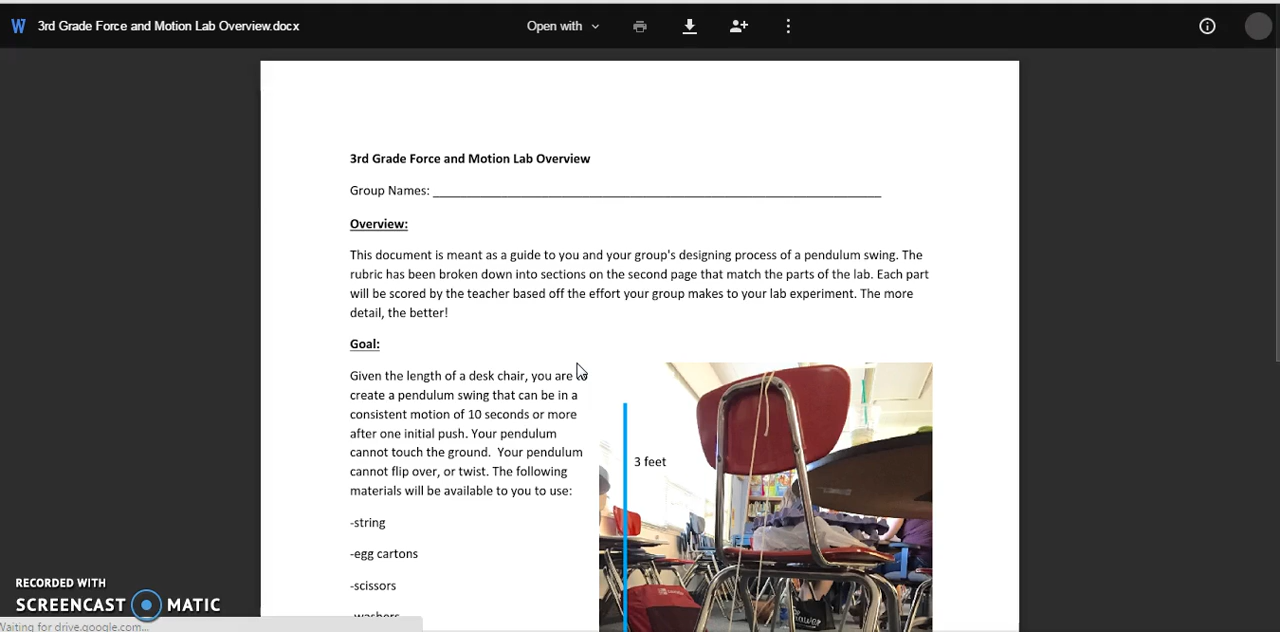 W 3rd Grade Force and Motion Lab Overview.docx
Open with
3rd Grade Force and Motion Lab Overview
Group Names: ______________________________________________________________________
Overview:
This document is meant as a guide to you and your group's designing process of a pendulum swing. The
rubric has been broken down into sections on the second page that match the parts of the lab. Each part
will be scored by the teacher based off the effort your group makes to your lab experiment. The more
detail, the better!
Goal:
Given the length of a desk chair, you are
create a pendulum swing that can be in a
consistent motion of 10 seconds or more
after one initial push. Your pendulum
cannot touch the ground. Your pendulum
cannot flip over, or twist. The following
materials will be available to you to use:
-string
-egg cartons
-scissors
-washers
3 feet
RECORDED WITH
SCREENCAST MATIC
Waiting for drive.google.com...